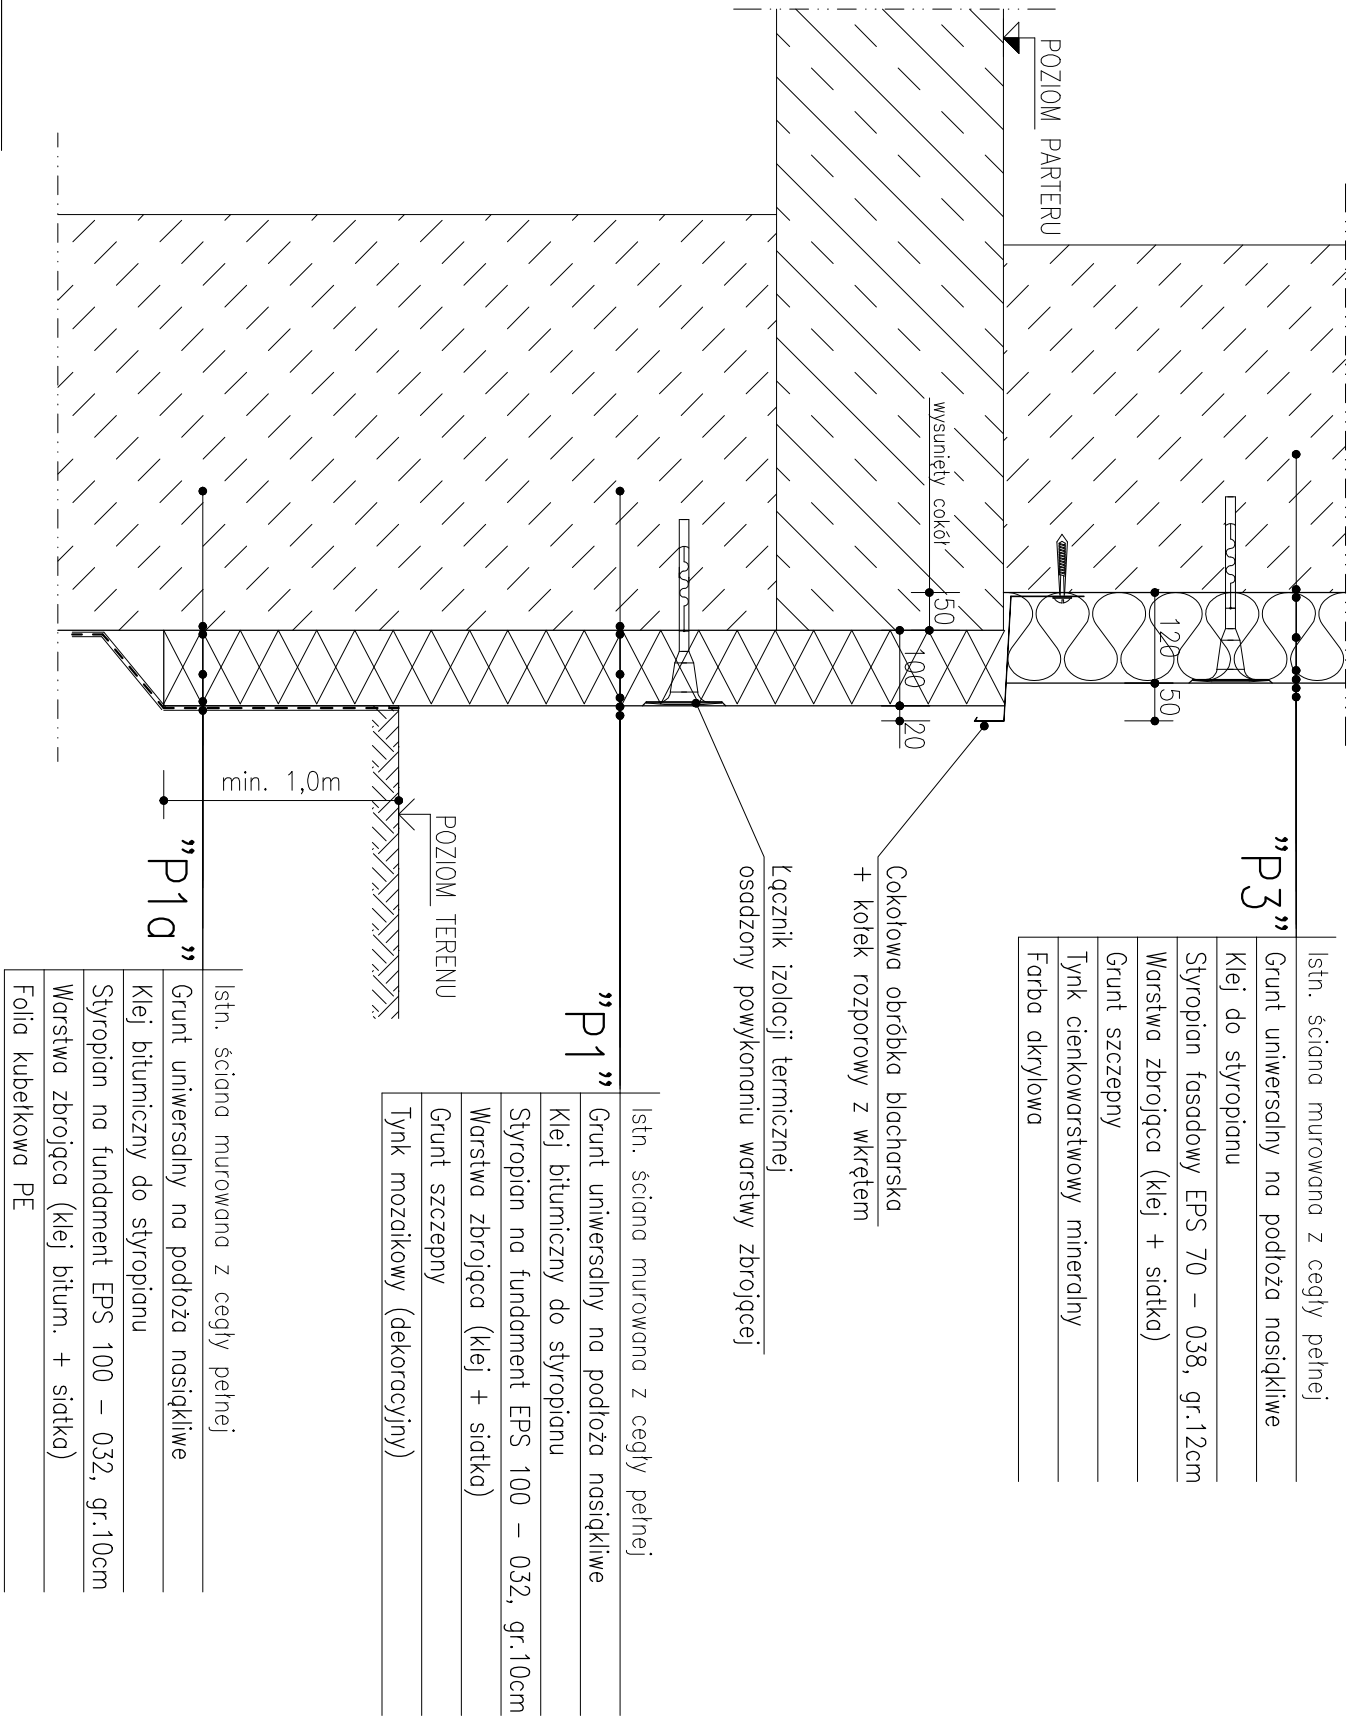 POZIOM PARTERU
wysunięty cokół
50
120
50
100
20
"P3"
Istn. ściana murowana z cegły pełnej
Grunt uniwersalny na podłoża nasiąkliwe
Klej do styropianu
Styropian fasadowy EPS 70 - 038, gr.12cm
Warstwa zbrojąca (klej + siatka)
Grunt szczepny
Tynk cienkowarstwowy mineralny
Farba akrylowa
Cokołowa obróbka blacharska
+ kołek rozporowy z wkrętem
Łącznik izolacji termicznej
osadzony powykonaniu warstwy zbrojącej
"P1"
Istn. ściana murowana z cegły pełnej
Grunt uniwersalny na podłoża nasiąkliwe
Klej bitumiczny do styropianu
Styropian na fundament EPS 100 - 032, gr.10cm
Warstwa zbrojąca (klej + siatka)
Grunt szczepny
Tynk mozaikowy (dekoracyjny)
POZIOM TERENU
min. 1,0m
"P1a"
Istn. ściana murowana z cegły pełnej
Grunt uniwersalny na podłoża nasiąkliwe
Klej bitumiczny do styropianu
Styropian na fundament EPS 100 - 032, gr.10cm
Warstwa zbrojąca (klej bitum. + siatka)
Folia kubełkowa PE